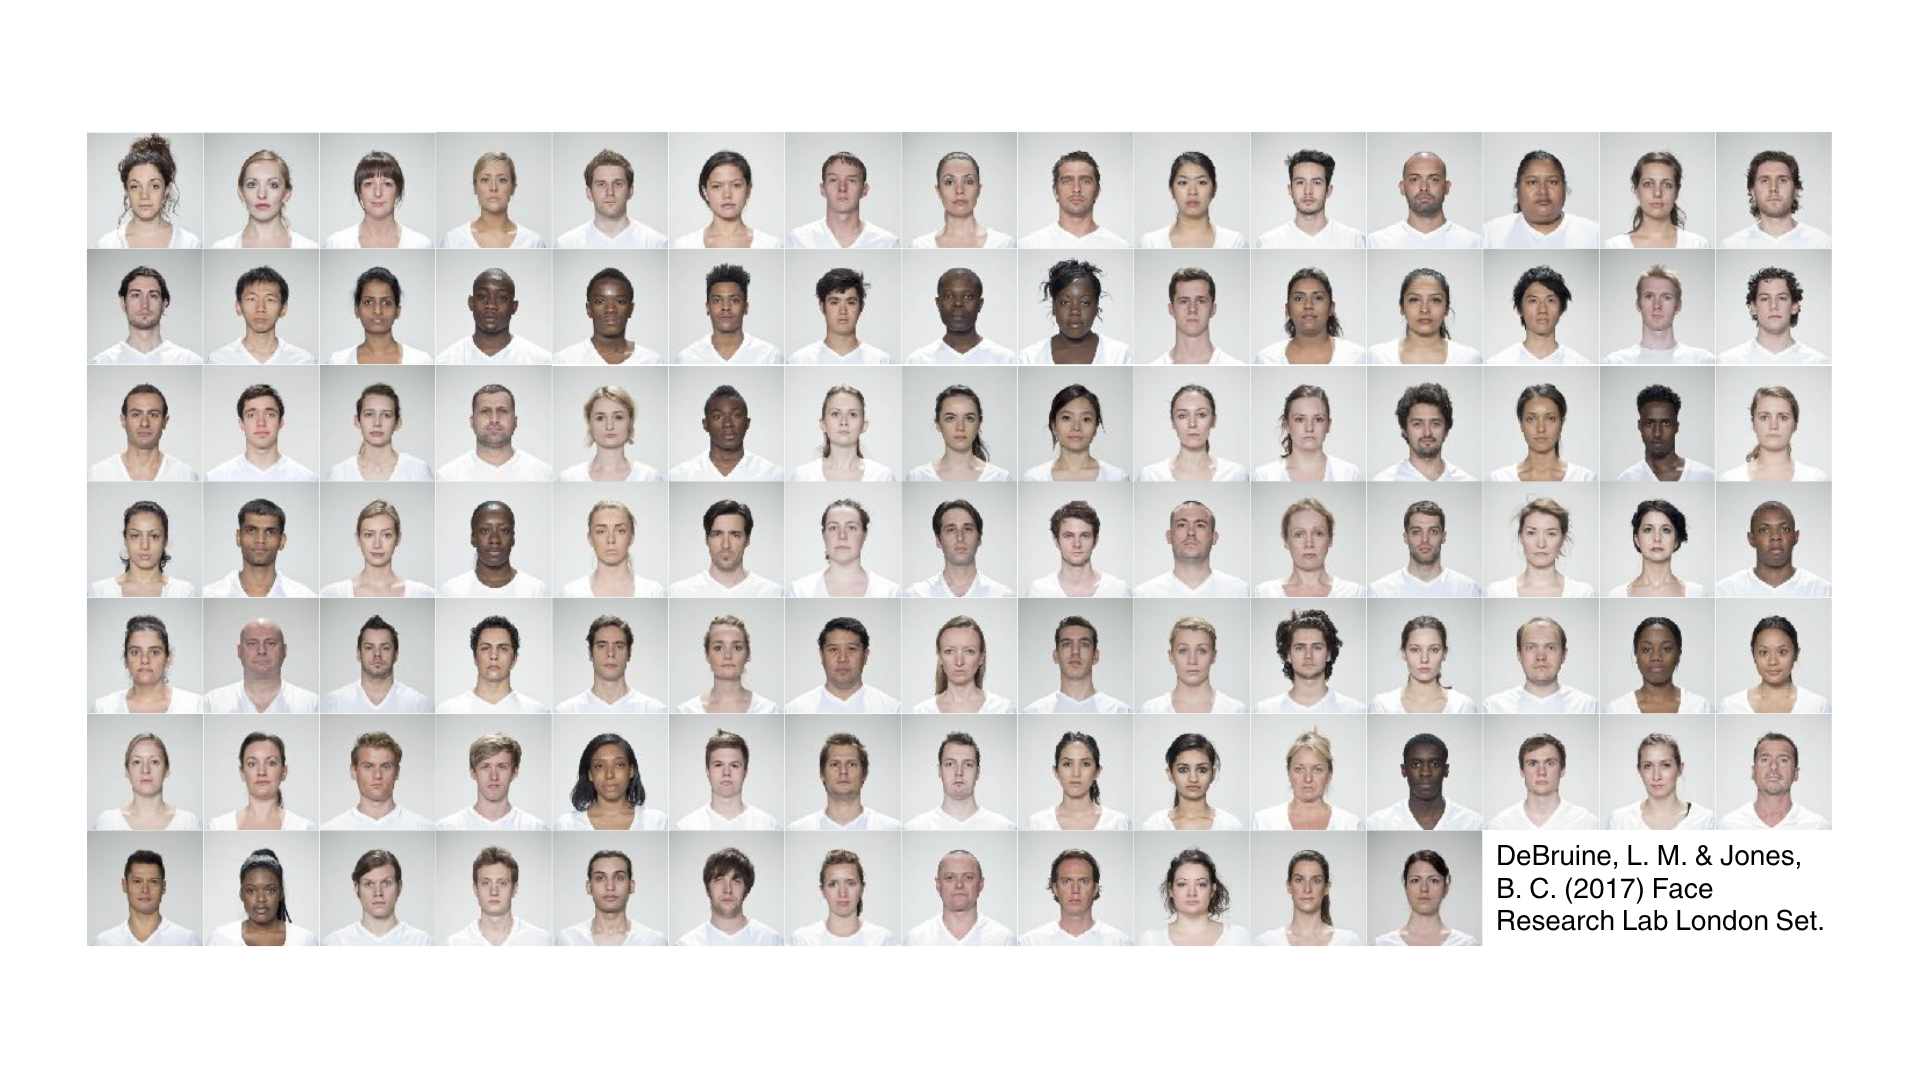 DeBruine, L. M. & Jones,
B. C. (2017) Face
Research Lab London Set.